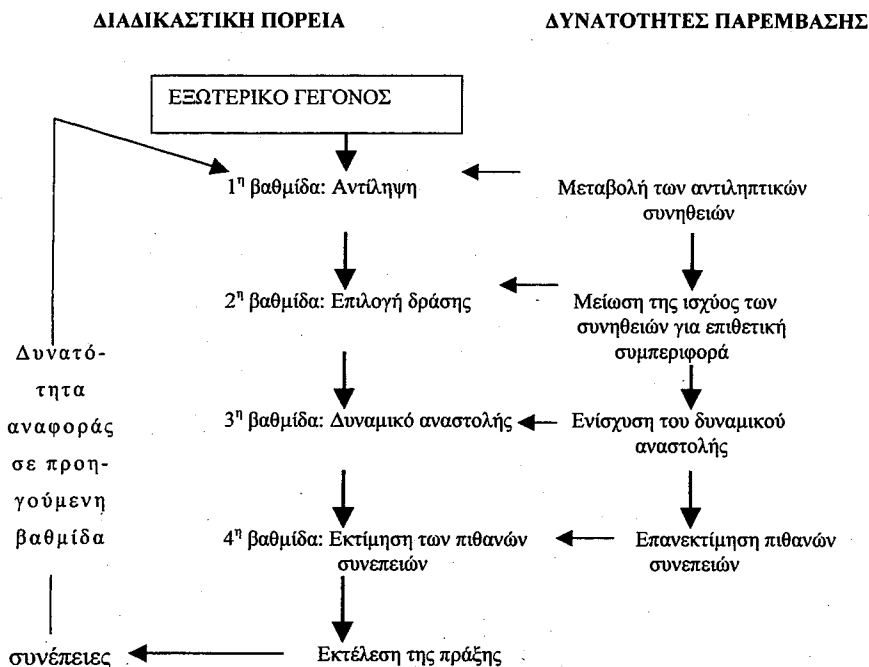 ΔΙΑΔΙΚΑΣΤΙΚΗ ΠΟΡΕΙΑ
ΔΥΝΑΤΟΤΗΤΕΣ ΠΑΡΕΜΒΑΣΗΣ
ΕΞΩΤΕΡΙΚΟ ΓΕΓΟΝΟΣ
1η βαθμίδα: Αντίληψη
Μεταβολή των αντιληπτικών
συνηθειών
2η βαθμίδα: Επιλογή δράσης
Μείωση της ισχύος των
συνηθειών για επιθετική
συμπεριφορά
3η βαθμίδα: Δυναμικό αναστολής
Ενίσχυση του δυναμικού
αναστολής
4η βαθμίδα: Εκτίμηση των πιθανών
συνεπειών
Επανεκτίμηση πιθανών
συνεπειών
Εκτέλεση της πράξης
συνέπειες
Δυνατό-
τητα
αναφοράς
σε προη-
γούμενη
βαθμίδα